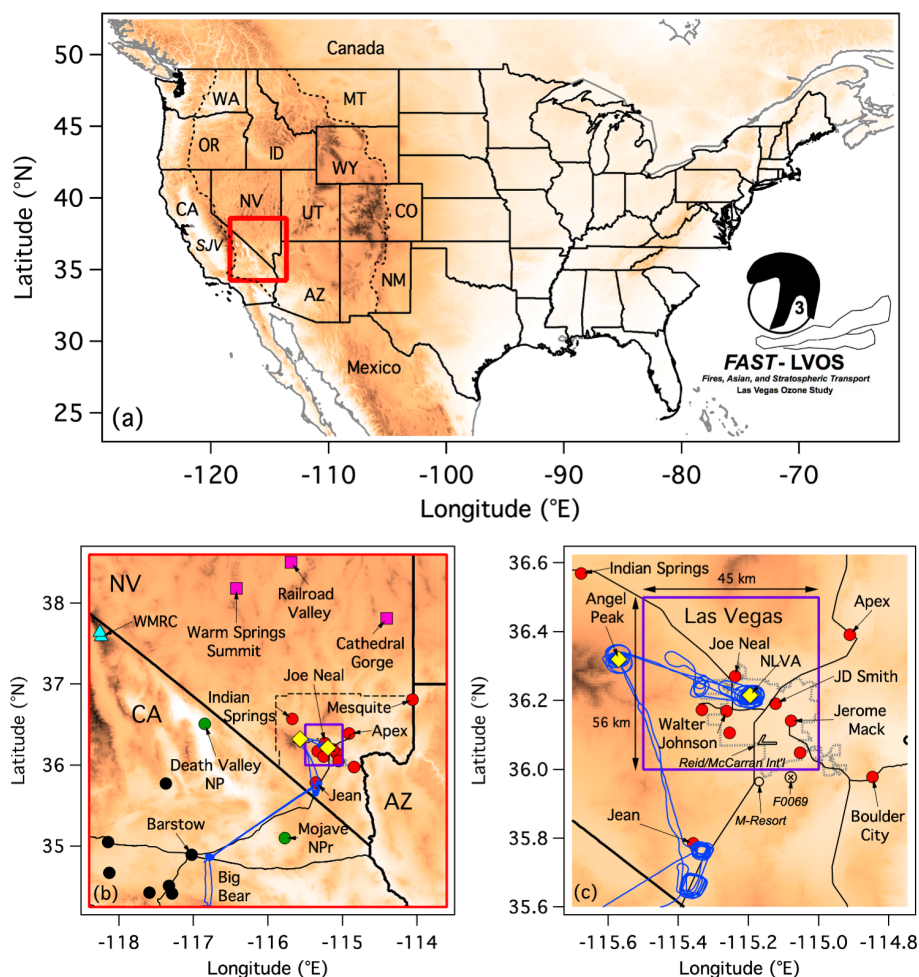 50
45
40
35
30
25
Latitude (°N)
Canada
WA
MT
OR
ID
WY
CA
NV
UT
CO
SJV
AZ
NM
Mexico
3
FAST - LVOS
Fires, Asian, and Stratospheric Transport
Las Vegas Ozone Study
(a)
-120
-110
-100
-90
-80
-70
Longitude (°E)
38
37
36
35
Latitude (°N)
NV
WMRC
Railroad
Valley
Warm Springs
Summit
Cathedral
Gorge
CA
Joe Neal
Indian
Springs
Mesquite
Apex
Death Valley
NP
Jean
AZ
Barstow
Mojave
NPr
Big
Bear
(b)
-118
-117
-116
-115
-114
Longitude (°E)
36.6
36.4
36.2
36.0
35.8
35.6
Latitude (°N)
Indian Springs
45 km
Angel
Peak
Las Vegas
Apex
Joe Neal
NLVA
JD Smith
56 km
Walter
Johnson
Jerome
Mack
Reid/McCarran Int'l
F0069
M-Resort
Boulder
City
Jean
(c)
-115.6
-115.4
-115.2
-115.0
-114.8
Longitude (°E)